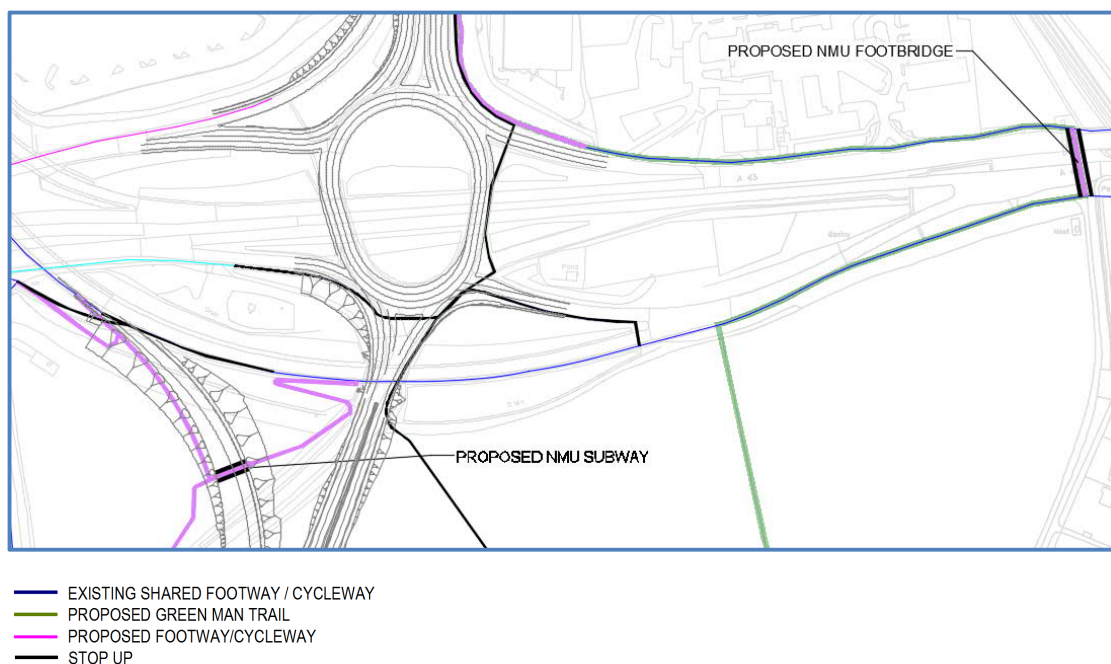 PROPOSED NMU FOOTBRIDGE
A 45
Pond
PROPOSED NMU SUBWAY
EXISTING SHARED FOOTWAY / CYCLEWAY
PROPOSED GREEN MAN TRAIL
PROPOSED FOOTWAY/CYCLEWAY
STOP UP